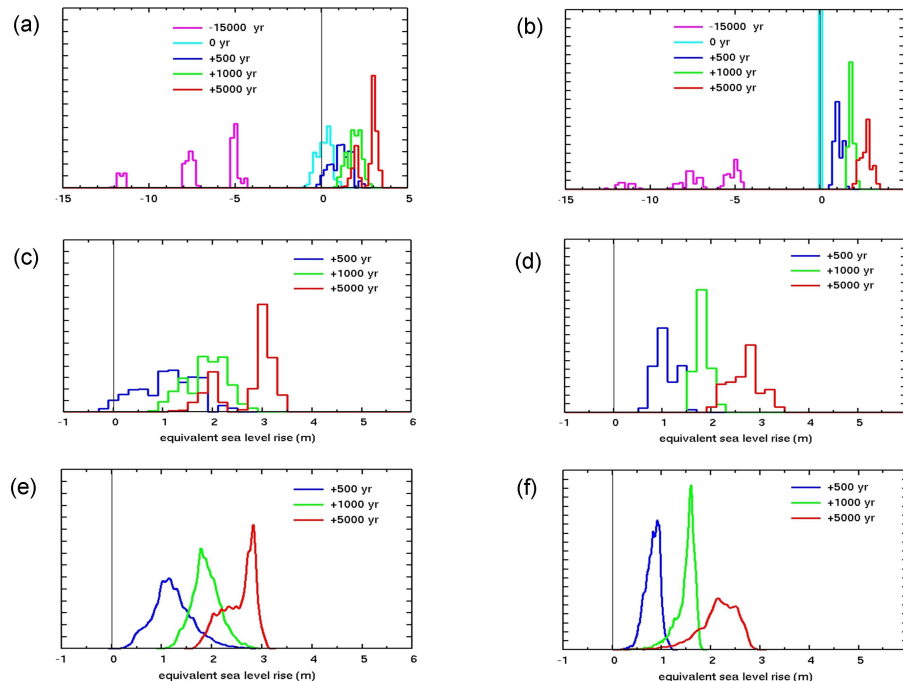 (a)
-15000 yr
0 yr
+500 yr
+1000 yr
+5000 yr
-15 -10 -5 0 5
(b)
-15000 yr
0 yr
+500 yr
+1000 yr
+5000 yr
-15 -10 -5 0
(c)
+500 yr
+1000 yr
+5000 yr
-1 0 1 2 3 4 5 6
equivalent sea level rise (m)
(d)
+500 yr
+1000 yr
+5000 yr
-1 0 1 2 3 4 5
equivalent sea level rise (m)
(e)
+500 yr
+1000 yr
+5000 yr
-1 0 1 2 3 4 5 6
equivalent sea level rise (m)
(f)
+500 yr
+1000 yr
+5000 yr
-1 0 1 2 3 4 5
equivalent sea level rise (m)